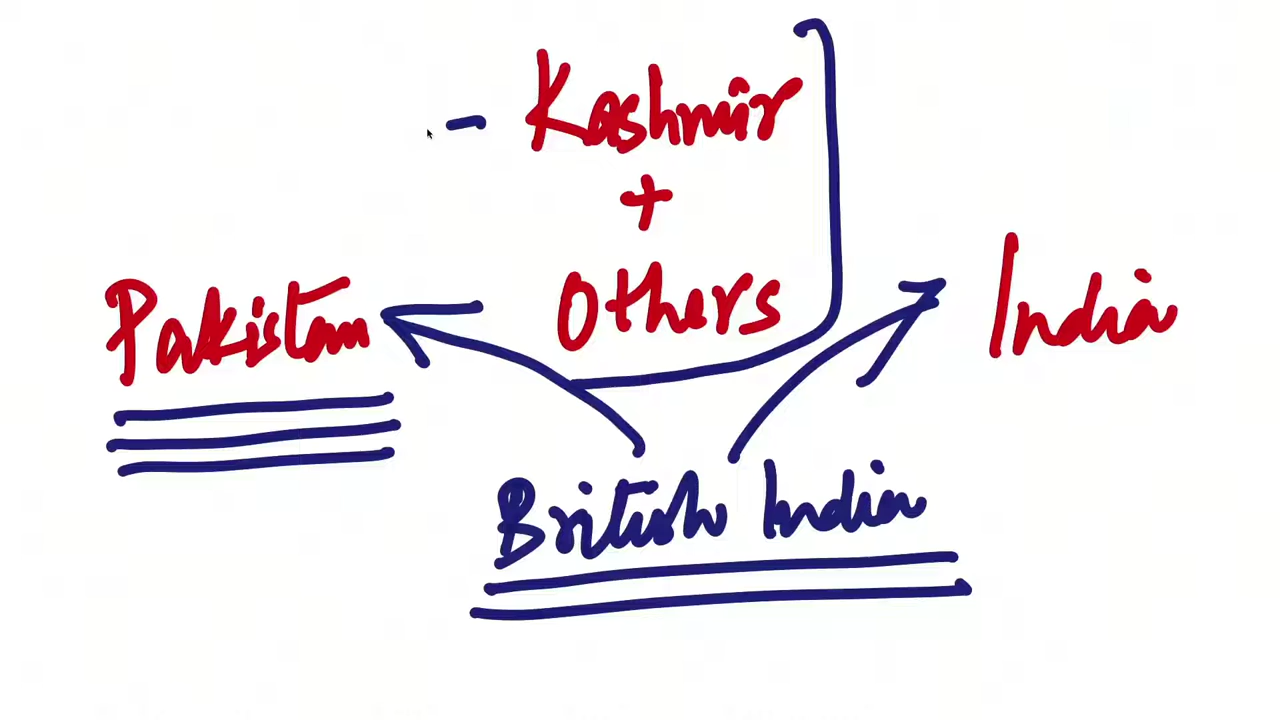 - Kashmir
+
Others
Pakistan
India
British India